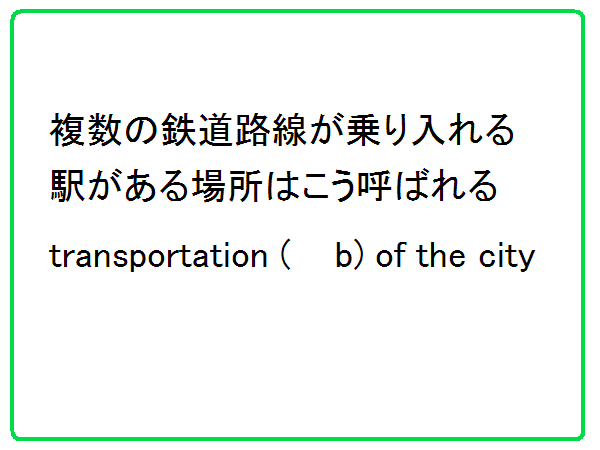 複数の鉄道路線が乗り入れる
駅がある場所はこう呼ばれる
transportation (    b) of the city